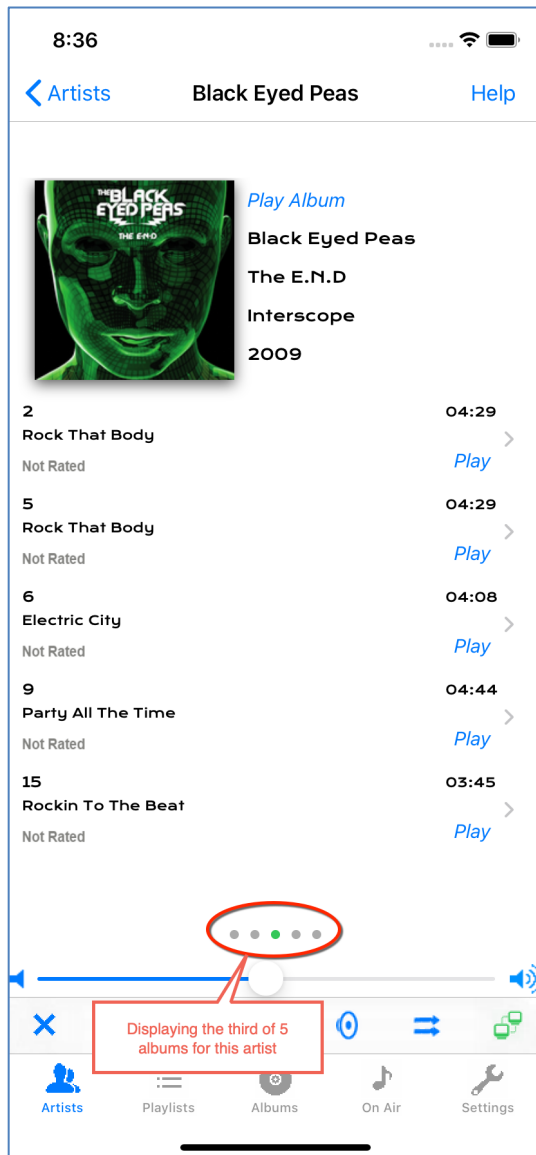 8:36
Artists
Black Eyed Peas
Help
THE BLACK
EYED PEAS
THE E·N·D
Play Album
Black Eyed Peas
The E.N.D
Interscope
2009
2 04:29
Rock That Body
Not Rated Play
5 04:29
Rock That Body
Not Rated Play
6 04:08
Electric City
Not Rated Play
9 04:44
Party All The Time
Not Rated Play
15 03:45
Rockin To The Beat
Not Rated Play
Displaying the third of 5
albums for this artist
Artists Playlists Albums On Air Settings